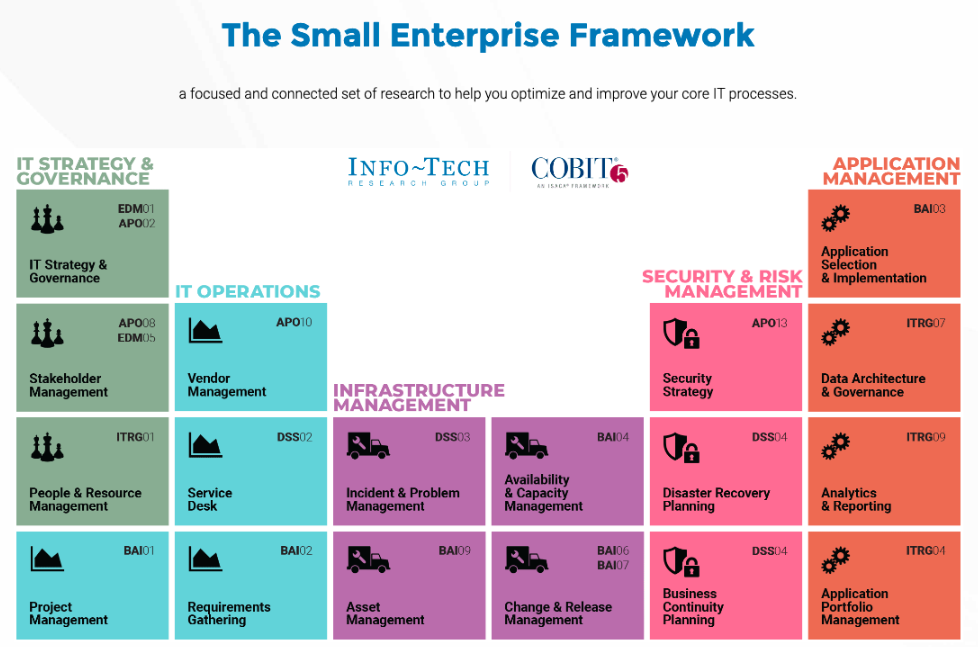 The Small Enterprise Framework
a focused and connected set of research to help you optimize and improve your core IT processes.
IT STRATEGY &
GOVERNANCE
INFO~TECH
RESEARCH GROUP
COBIT® 5
AN ISACA® FRAMEWORK
APPLICATION
MANAGEMENT
EDM01
APO02
IT Strategy &
Governance
BAI03
Application
Selection
& Implementation
IT OPERATIONS
SECURITY & RISK
MANAGEMENT
APO08
EDM05
Stakeholder
Management
APO10
Vendor
Management
APO13
Security
Strategy
ITRG07
Data Architecture
& Governance
INFRASTRUCTURE
MANAGEMENT
ITRG01
People & Resource
Management
DSS02
Service
Desk
DSS03
Incident & Problem
Management
BAI04
Availability
& Capacity
Management
DSS04
Disaster Recovery
Planning
ITRG09
Analytics
& Reporting
BAI01
Project
Management
BAI02
Requirements
Gathering
BAI09
Asset
Management
BAI06
BAI07
Change & Release
Management
DSS04
Business
Continuity
Planning
ITRG04
Application
Portfolio
Management